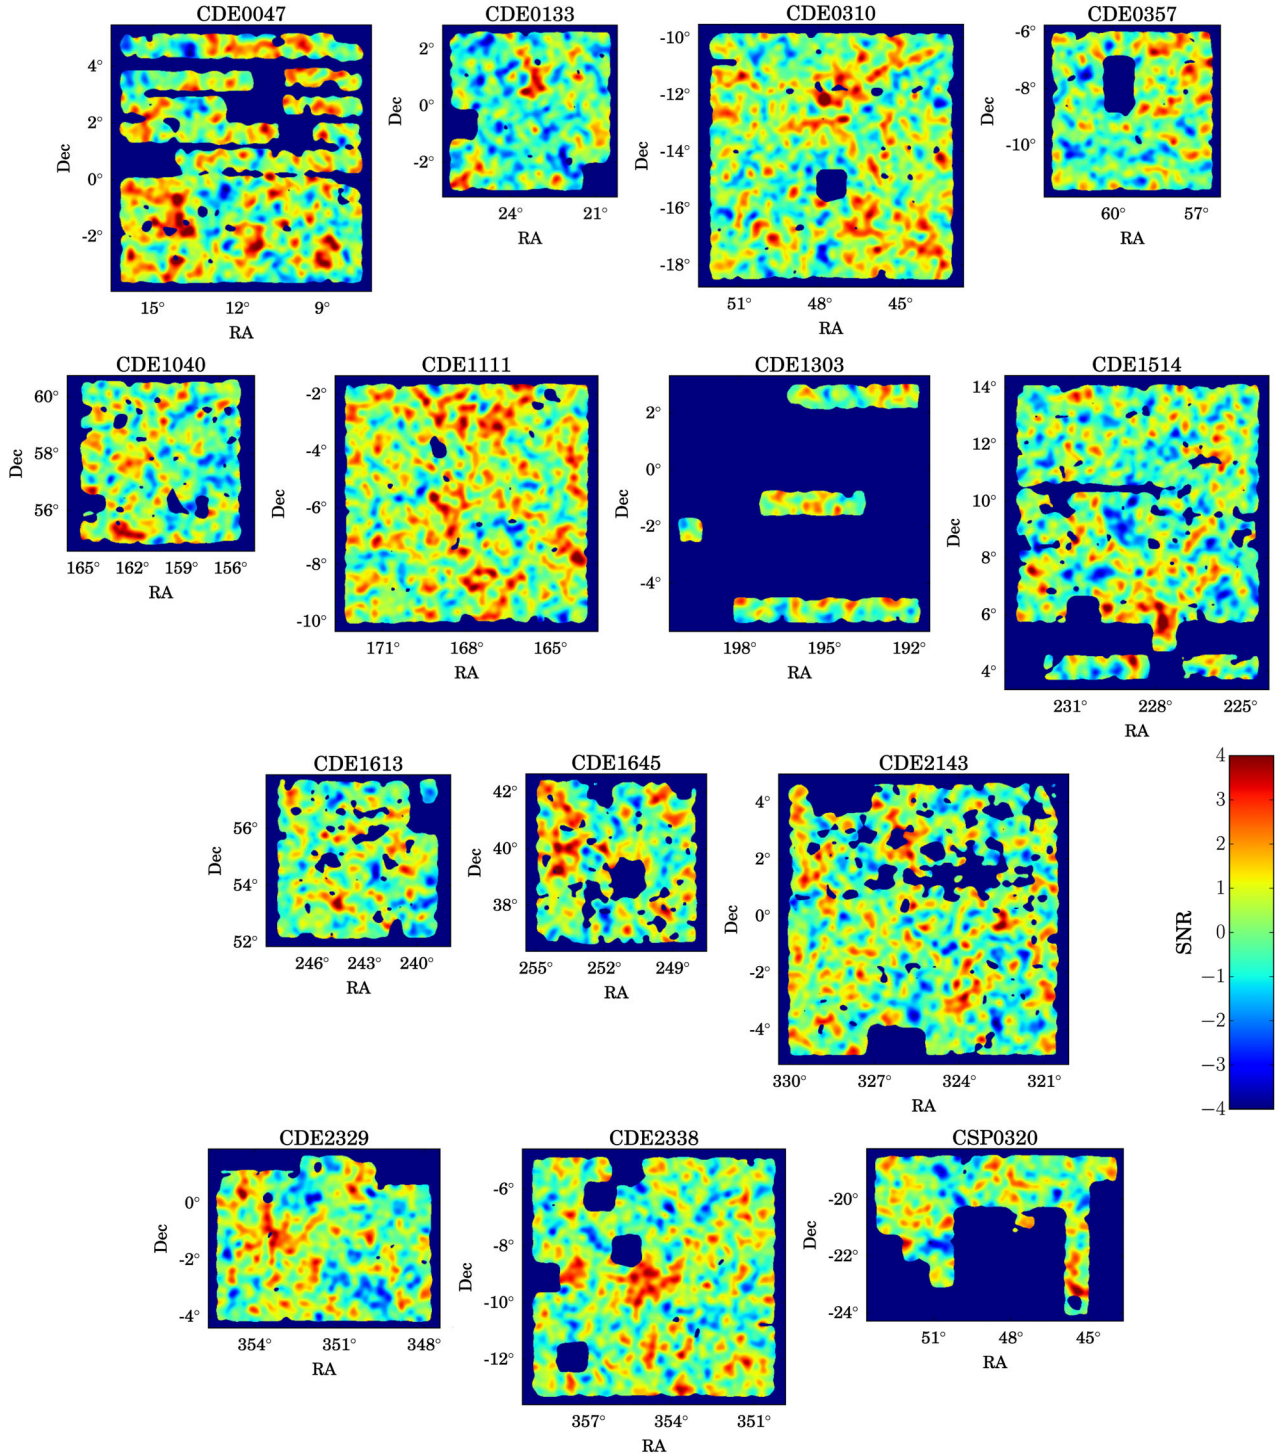 CDE0047 CDE0133 CDE0310 CDE0357
4° 2° 0° -2°
Dec
15° 12° 9°
RA
2° 0° -2°
Dec
24° 21°
RA
-10° -12° -14° -16° -18°
Dec
51° 48° 45°
RA
-6° -8° -10°
Dec
60° 57°
RA
CDE1040 CDE1111 CDE1303 CDE1514
60° 58° 56°
Dec
165° 162° 159° 156°
RA
-2° -4° -6° -8° -10°
Dec
171° 168° 165°
RA
2° 0° -2° -4°
Dec
198° 195° 192°
RA
14° 12° 10° 8° 6° 4°
Dec
231° 228° 225°
RA
CDE1613 CDE1645 CDE2143
56° 54° 52°
Dec
246° 243° 240°
RA
42° 40° 38°
Dec
255° 252° 249°
RA
4° 2° 0° -2° -4°
Dec
330° 327° 324° 321°
RA
4 3 2 1 0 −1 −2 −3 −4
SNR
CDE2329 CDE2338 CSP0320
0° -2° -4°
Dec
354° 351° 348°
RA
-6° -8° -10° -12°
Dec
357° 354° 351°
RA
-20° -22° -24°
Dec
51° 48° 45°
RA